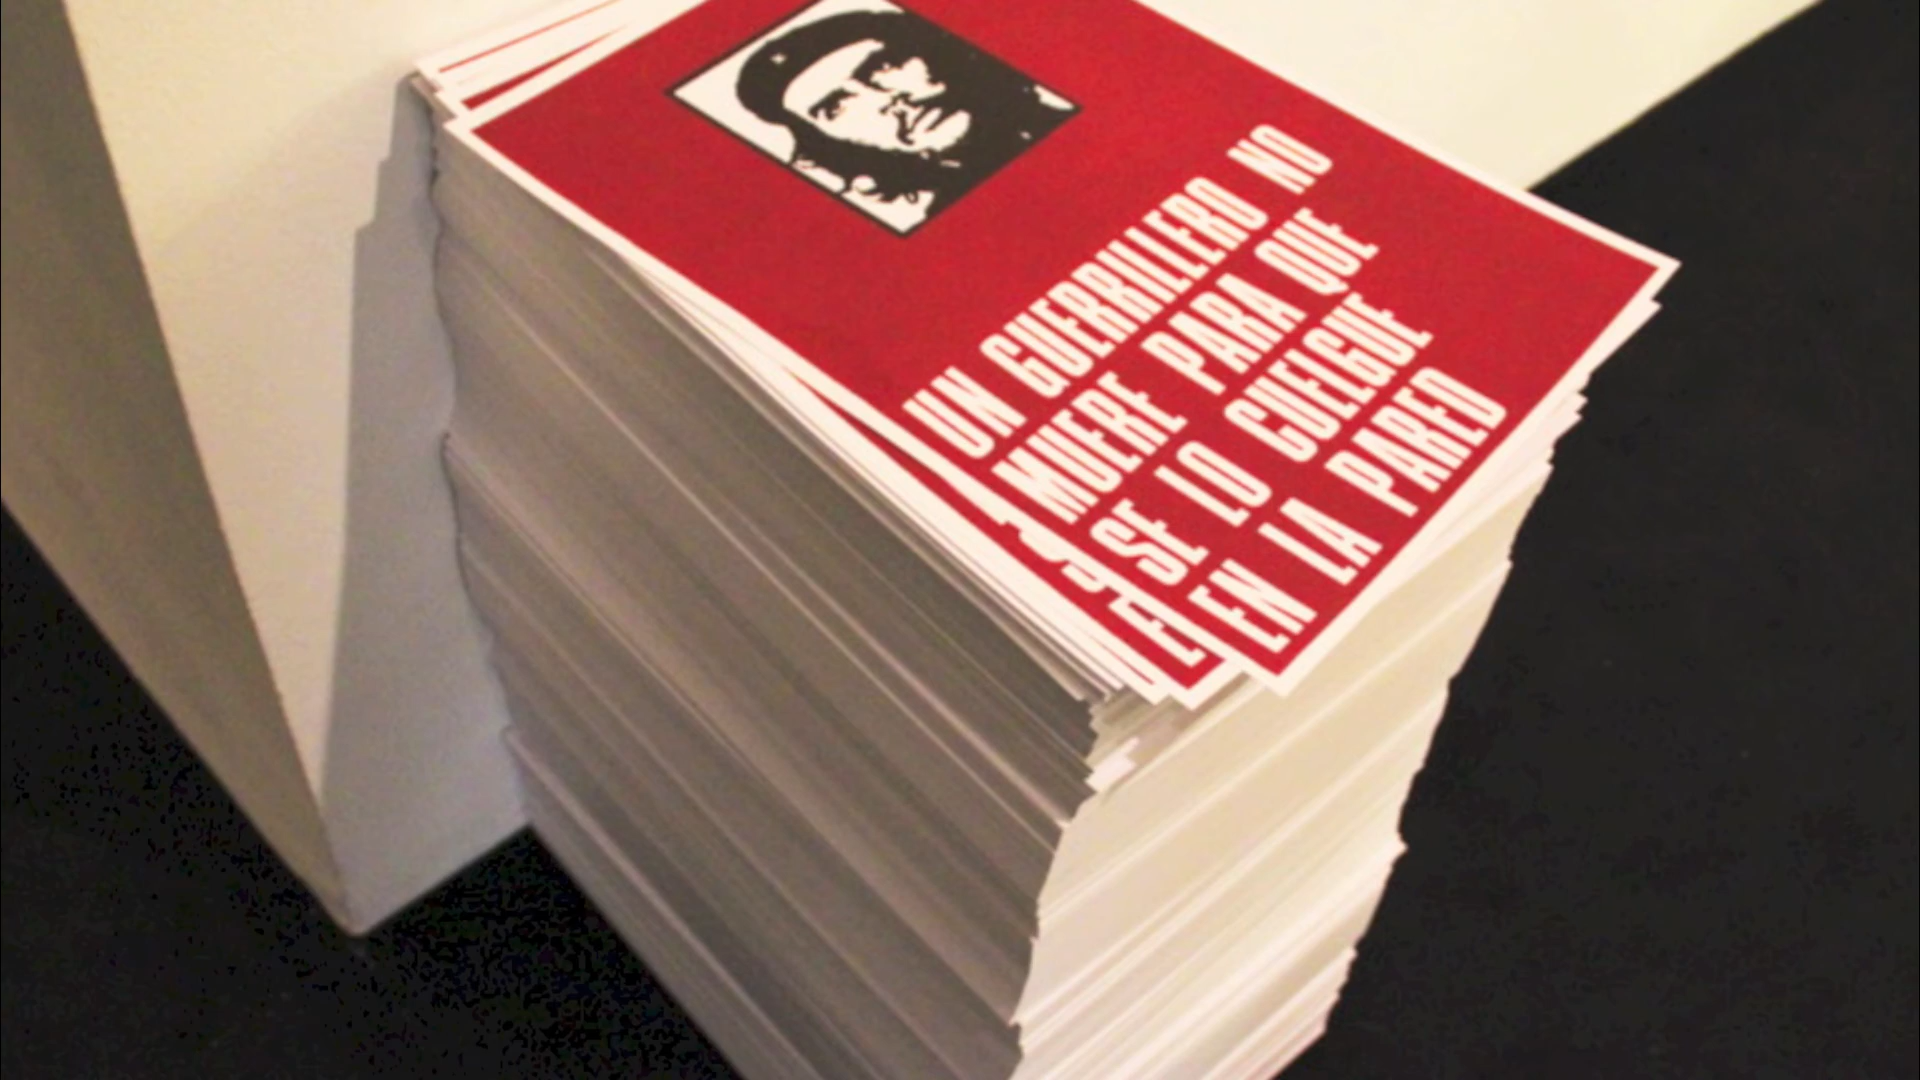 UN GUERRILLERO NO
MUERE PARA QUE
SE LO CUELGUE
EN LA PARED